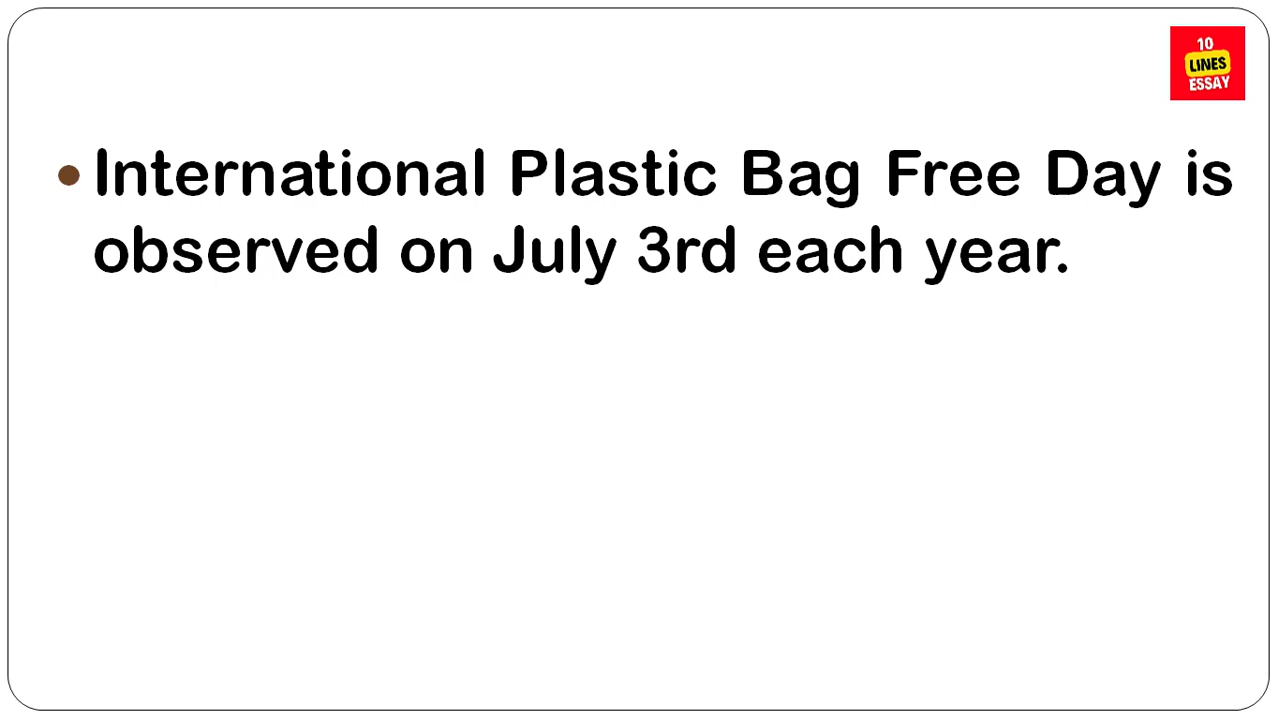 10
LINES
ESSAY
• International Plastic Bag Free Day is
observed on July 3rd each year.